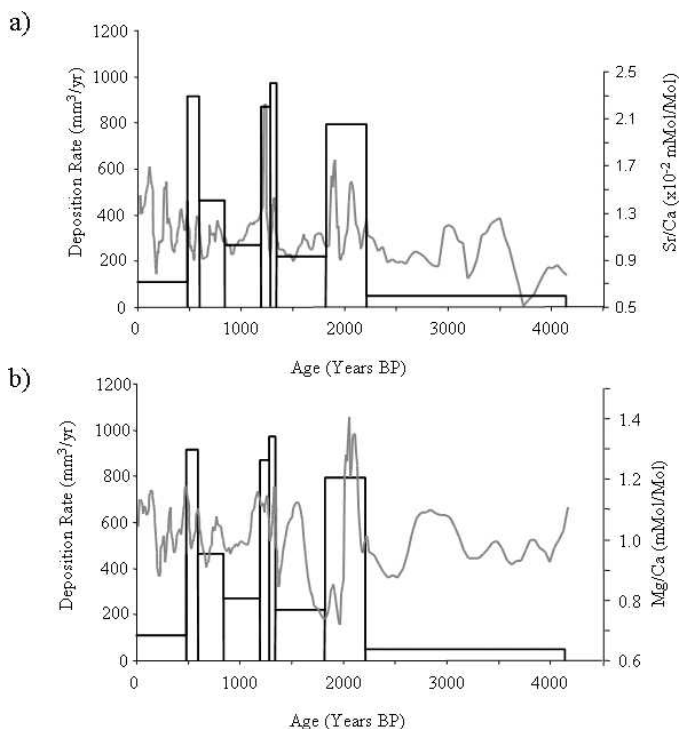 a)
1200
1000
800
600
400
200
0
Deposition Rate (mm³/yr)
2.5
2.1
1.7
1.3
0.9
0.5
Sr/Ca (x10⁻² mMol/Mol)
0 1000 2000 3000 4000
Age (Years BP)
b)
1200
1000
800
600
400
200
0
Deposition Rate (mm³/yr)
1.4
1.2
1.0
0.8
0.6
Mg/Ca (mMol/Mol)
0 1000 2000 3000 4000
Age (Years BP)